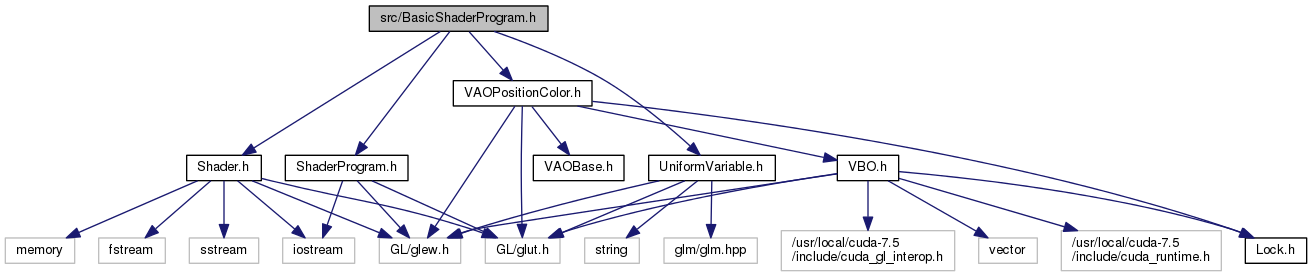 src/BasicShaderProgram.h
VAOPositionColor.h
Shader.h
ShaderProgram.h
VAOBase.h
UniformVariable.h
VBO.h
memory
fstream
sstream
iostream
GL/glew.h
GL/glut.h
string
glm/glm.hpp
/usr/local/cuda-7.5
/include/cuda_gl_interop.h
vector
/usr/local/cuda-7.5
/include/cuda_runtime.h
Lock.h